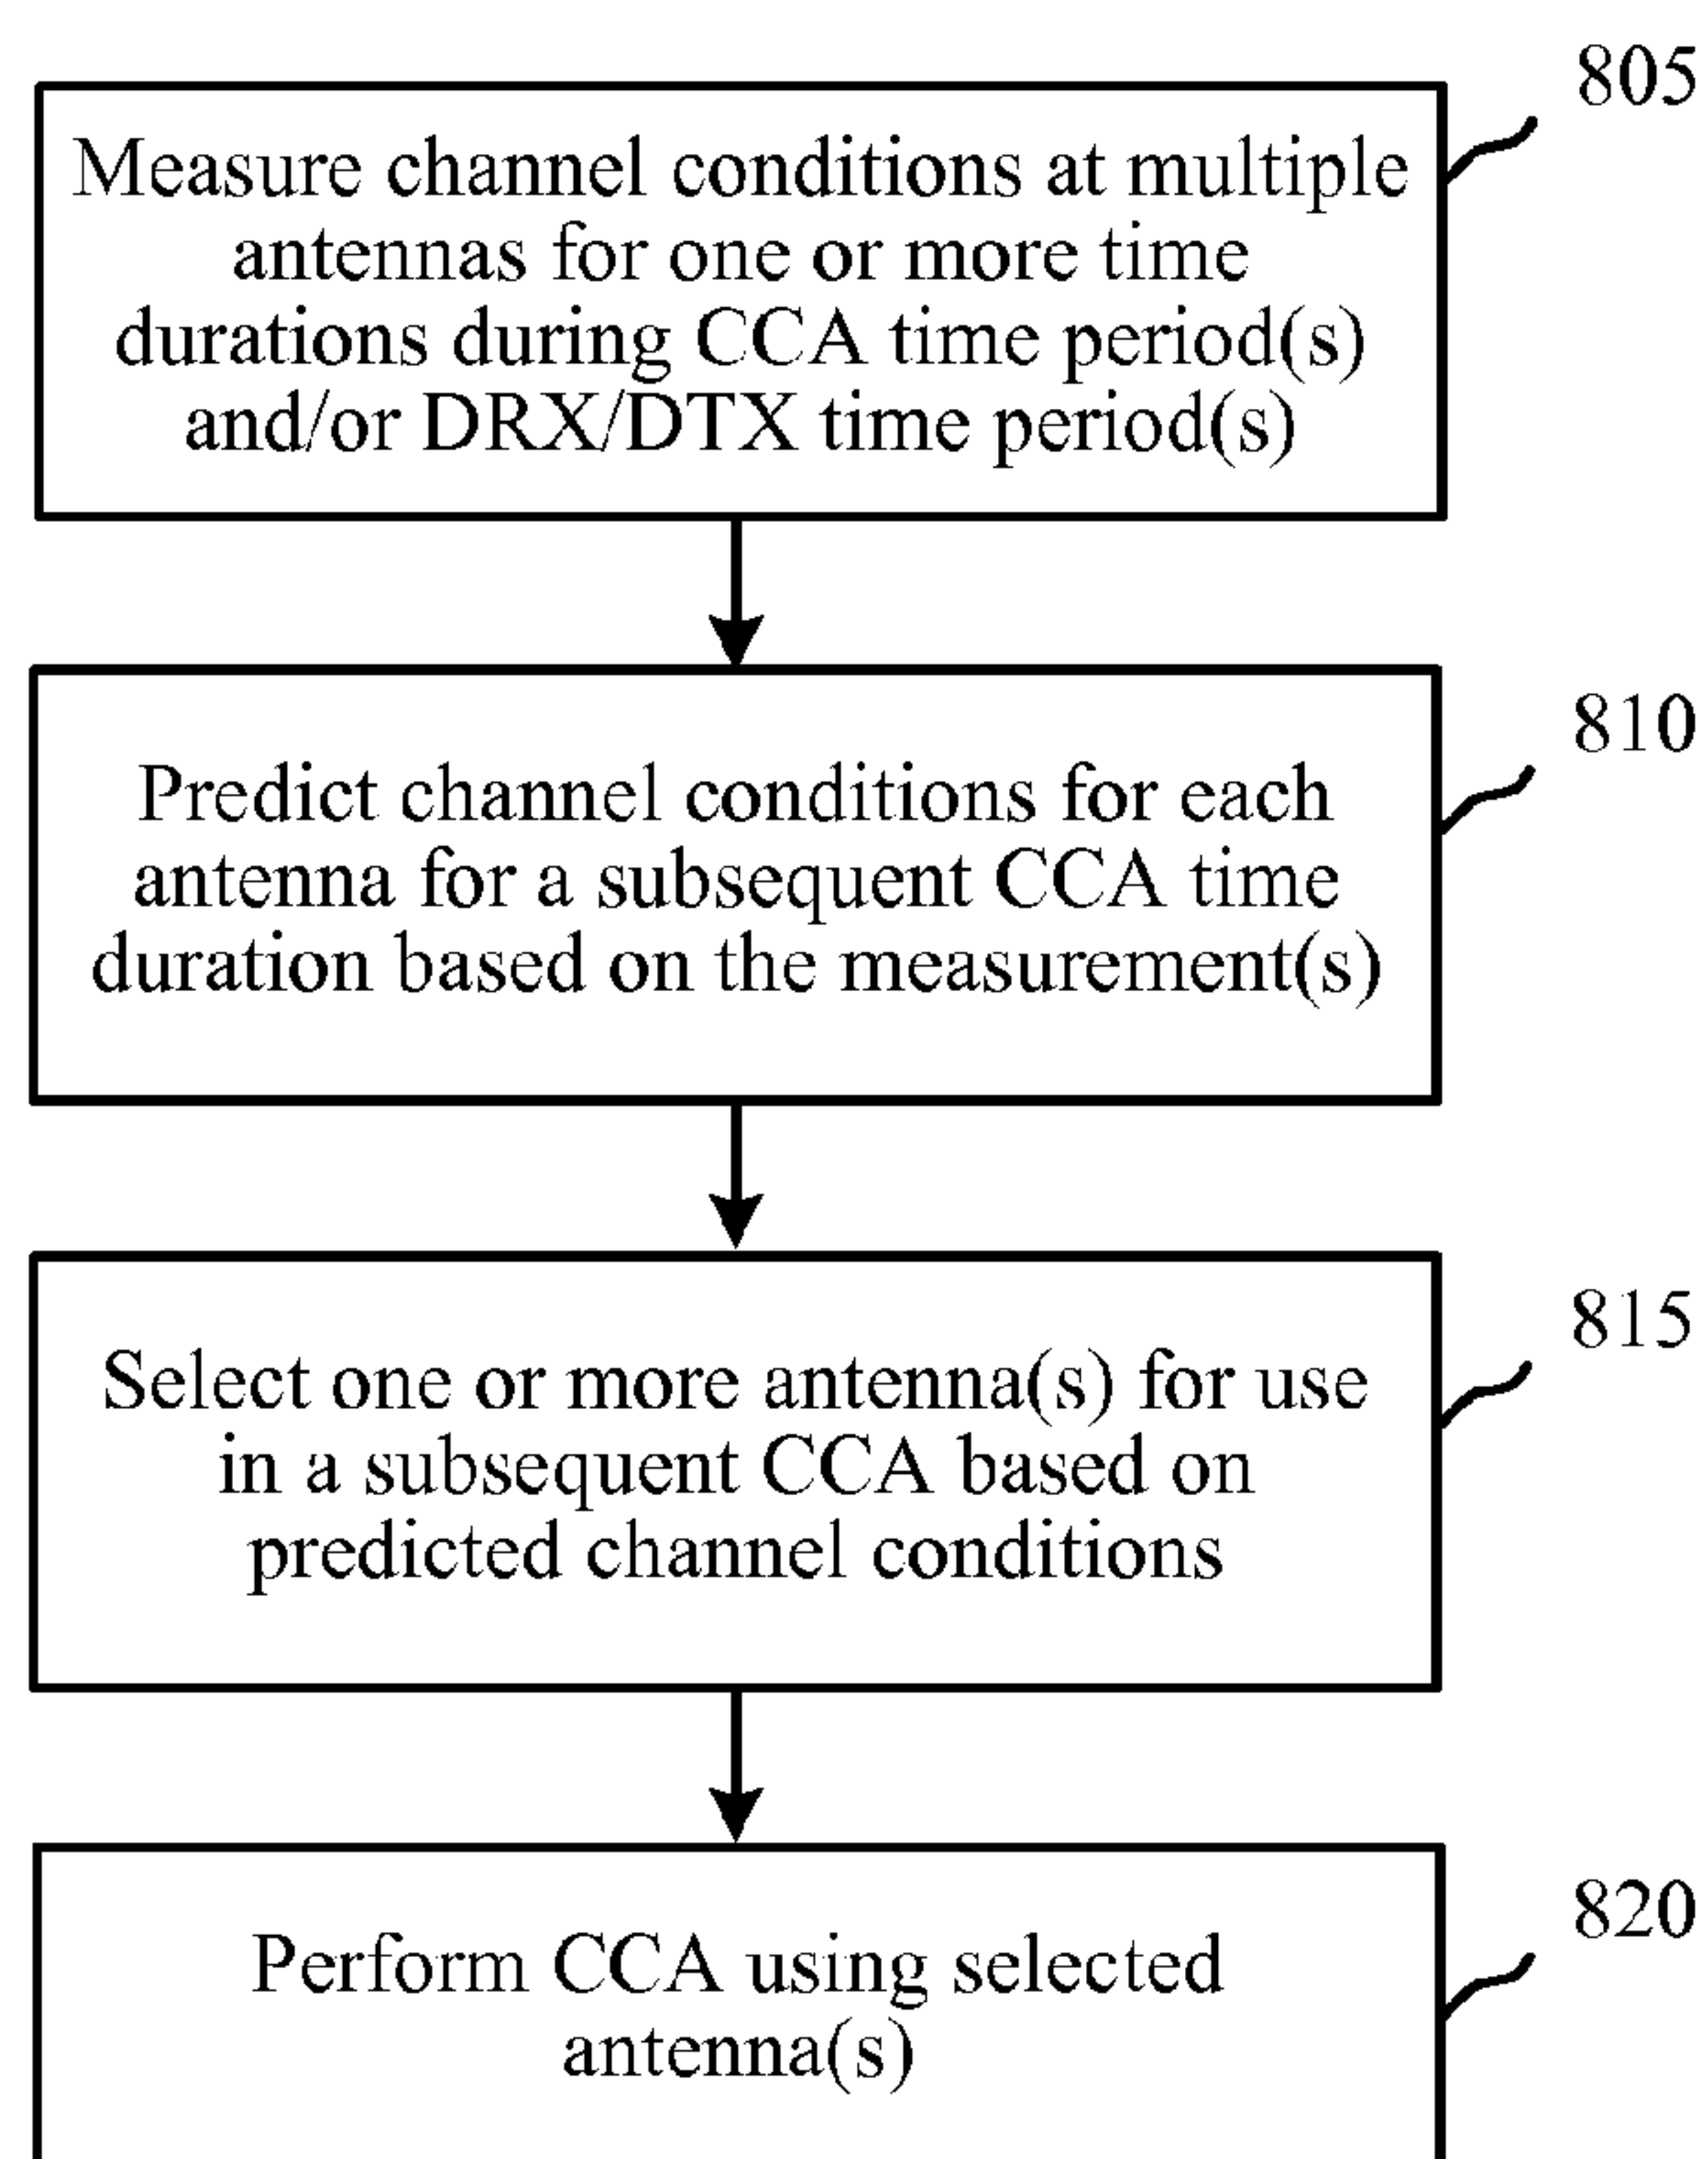 805
Measure channel conditions at multiple
antennas for one or more time
durations during CCA time period(s)
and/or DRX/DTX time period(s)
810
Predict channel conditions for each
antenna for a subsequent CCA time
duration based on the measurement(s)
815
Select one or more antenna(s) for use
in a subsequent CCA based on
predicted channel conditions
820
Perform CCA using selected
antenna(s)